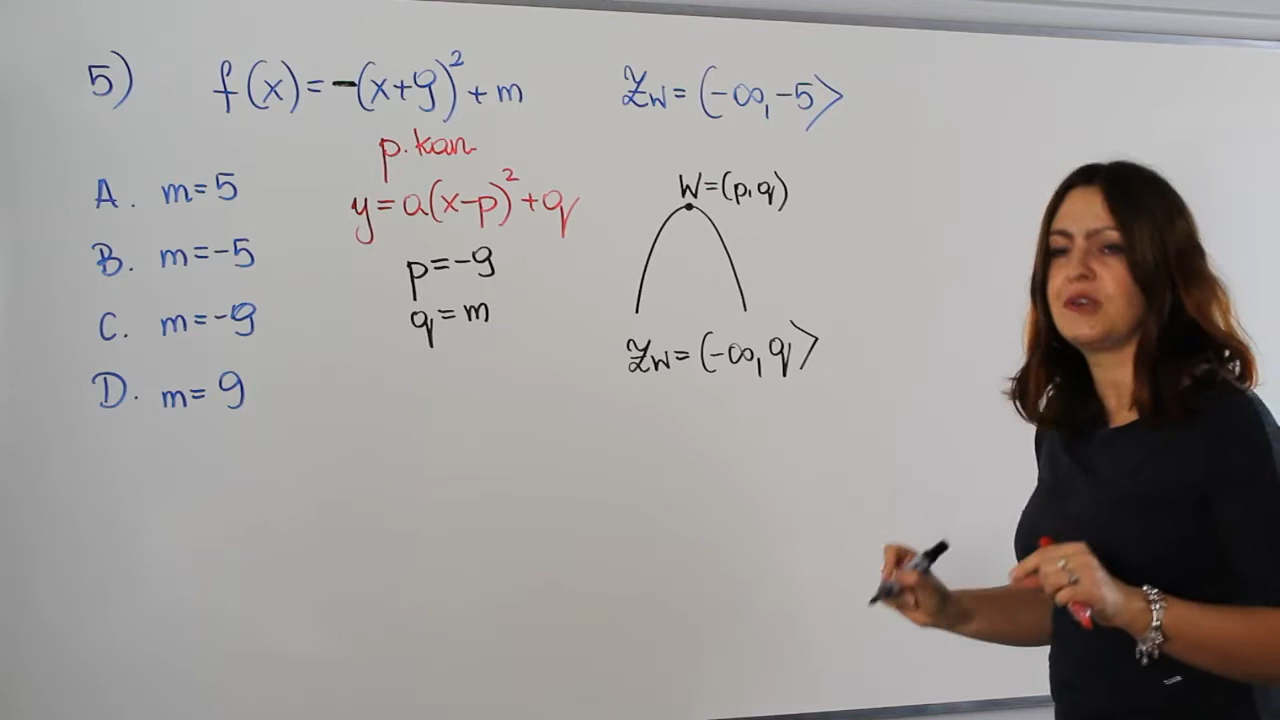 5) f(x)=-(x+9)²+m Zw=(-∞,-5>
p. kan
A. m=5
y=a(x-p)²+q
W=(p,q)
B. m=-5
p=-9
C. m=-9
q=m
Zw=(-∞,q>
D. m=9